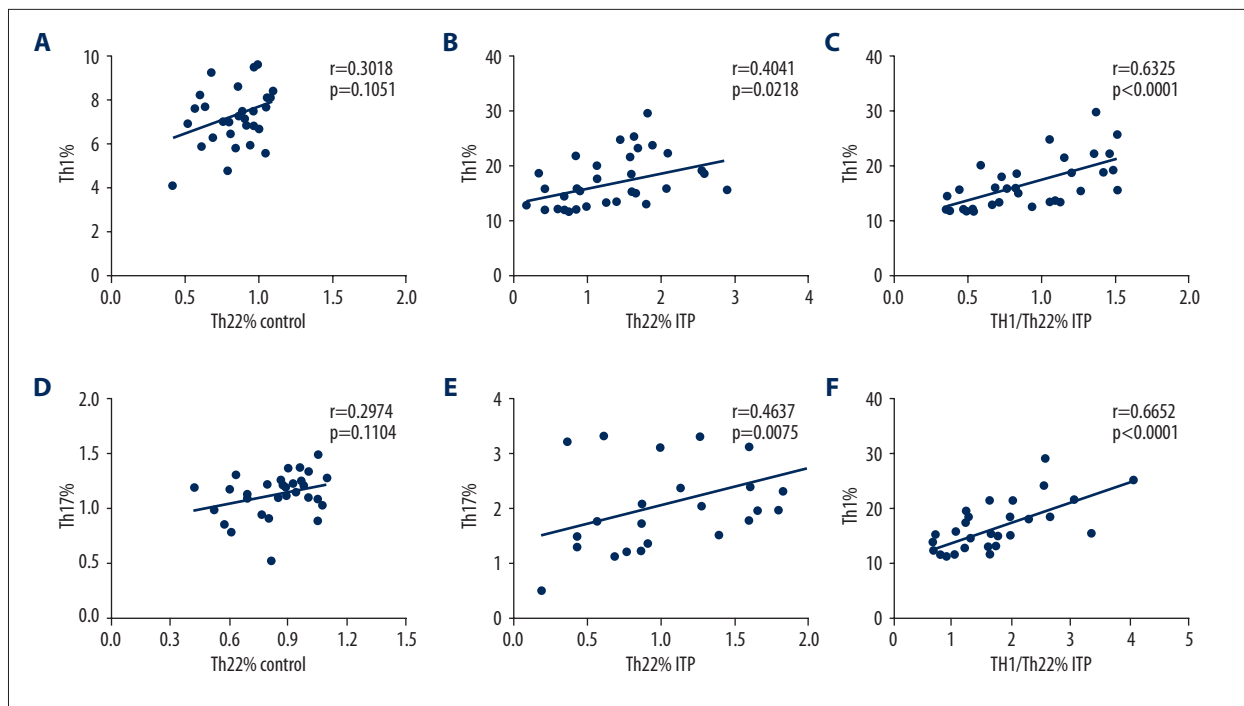 A
r=0.3018
p=0.1051
10
8
6
4
2
0
Th1%
0.0 0.5 1.0 2.0 2.0
Th22% control
B
r=0.4041
p=0.0218
40
30
20
10
0
Th1%
0.0 1 2 3 4
Th22% ITP
C
r=0.6325
p<0.0001
40
30
20
10
0
Th1%
0.0 0.5 1.0 1.5 2.0
TH1/Th22% ITP
D
r=0.2974
p=0.1104
2.0
1.5
1.0
0.5
0.0
Th17%
0.0 0.3 0.6 0.9 1.2 1.5
Th22% control
E
r=0.4637
p=0.0075
4
3
2
1
0
Th17%
0.0 0.5 1.0 1.5 2.0
Th22% ITP
F
r=0.6652
p<0.0001
40
30
20
10
0
Th1%
0 1 2 3 4 5
TH1/Th22% ITP